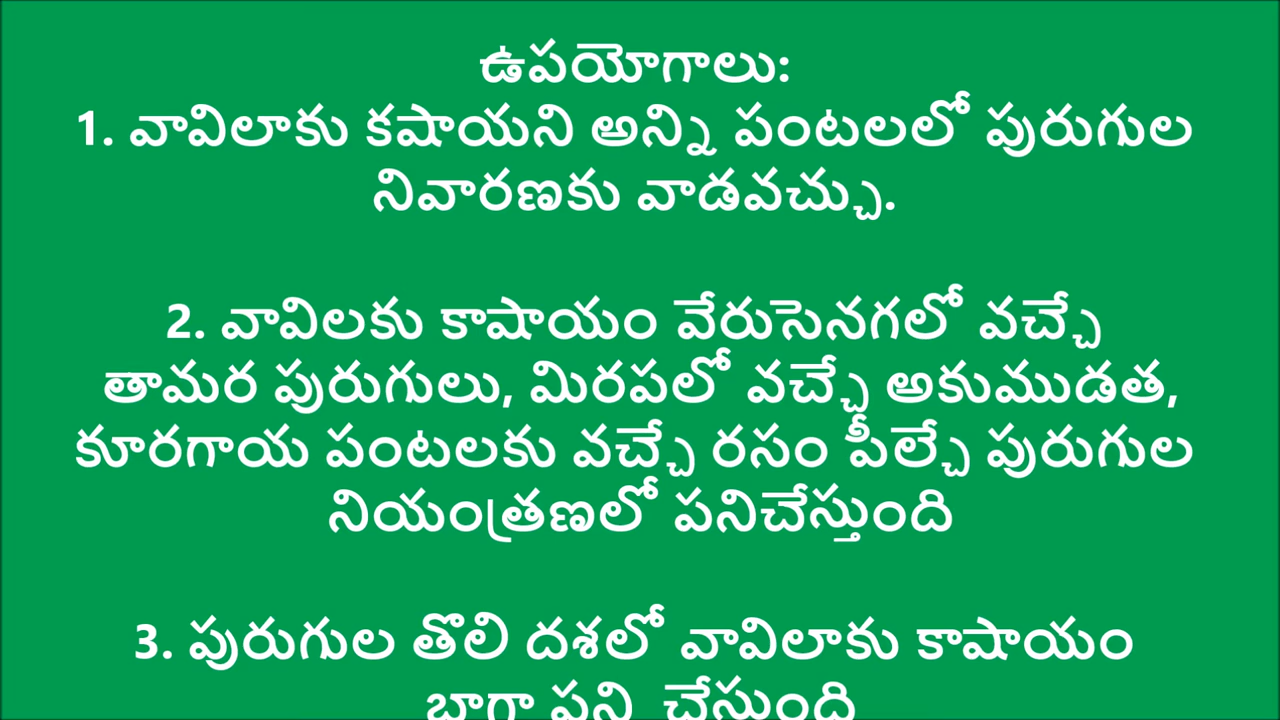 ఉపయోగాలు:
1. వావిలాకు కషాయని అన్ని పంటలలో పురుగుల
నివారణకు వాడవచ్చు.
2. వావిలకు కాషాయం వేరుసెనగలో వచ్చే
తామర పురుగులు, మిరపలో వచ్చే అకుముడత,
కూరగాయ పంటలకు వచ్చే రసం పీల్చే పురుగుల
నియంత్రణలో పనిచేస్తుంది
3. పురుగుల తొలి దశలో వావిలాకు కాషాయం
బాగా పని చేస్తుంది